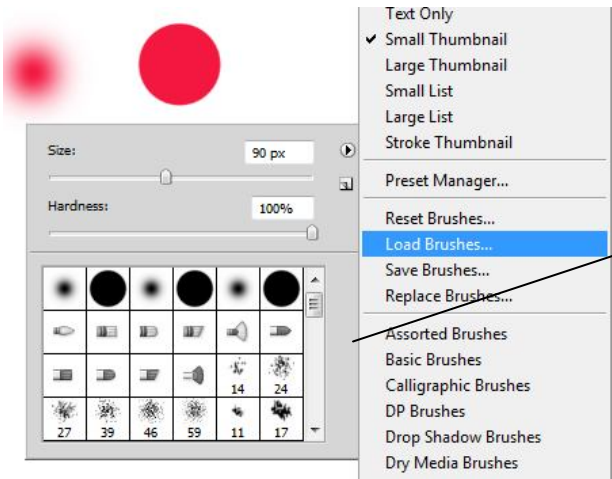 Size: 90 px
Hardness: 100%
14 24
27 39 46 59 11 17
Text Only
Small Thumbnail
Large Thumbnail
Small List
Large List
Stroke Thumbnail
Preset Manager...
Reset Brushes...
Load Brushes...
Save Brushes...
Replace Brushes...
Assorted Brushes
Basic Brushes
Calligraphic Brushes
DP Brushes
Drop Shadow Brushes
Dry Media Brushes